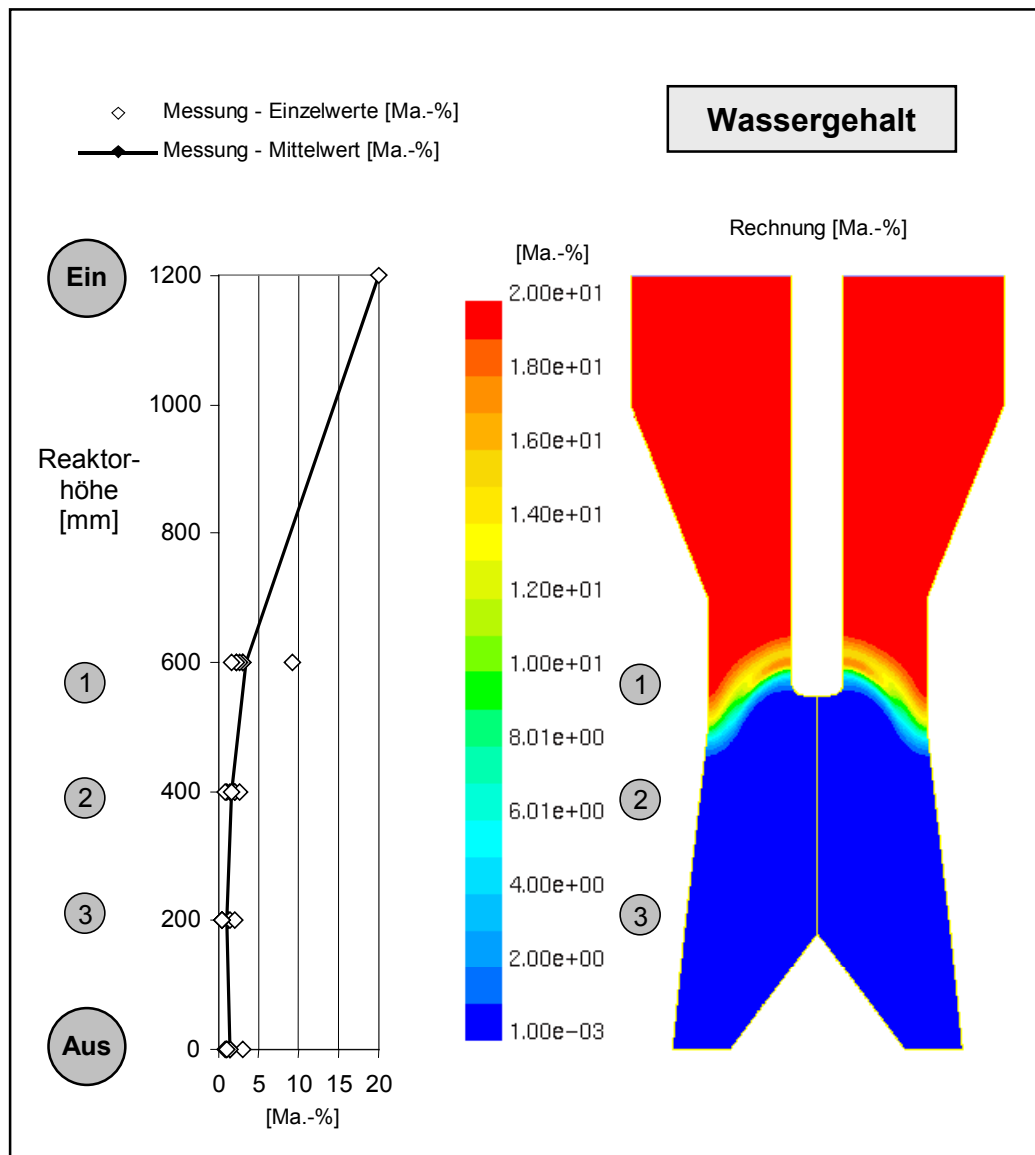 Messung - Einzelwerte [Ma.-%]
Messung - Mittelwert [Ma.-%]
Wassergehalt
Rechnung [Ma.-%]
[Ma.-%]
Ein
1200
1000
800
600
400
200
0
Reaktor-
höhe
[mm]
1
2
3
Aus
0 5 10 15 20
[Ma.-%]
2.00e+01
1.80e+01
1.60e+01
1.40e+01
1.20e+01
1.00e+01
8.01e+00
6.01e+00
4.00e+00
2.00e+00
1.00e-03
1
2
3